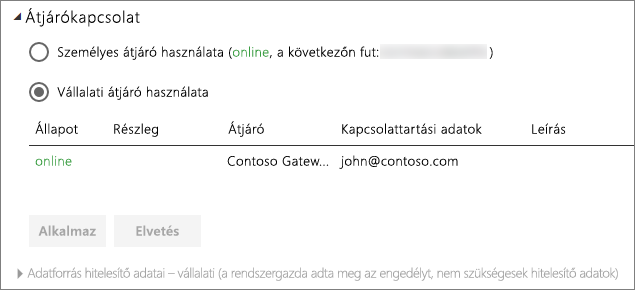 Átjárókapcsolat
Személyes átjáró használata (online, a következőn fut: )
Vállalati átjáró használata
Állapot Részleg Átjáró Kapcsolattartási adatok Leírás
online Contoso Gatew... john@contoso.com
Alkalmaz Elvetés
Adatforrás hitelesítő adatai – vállalati (a rendszergazda adta meg az engedélyt, nem szükségesek hitelesítő adatok)